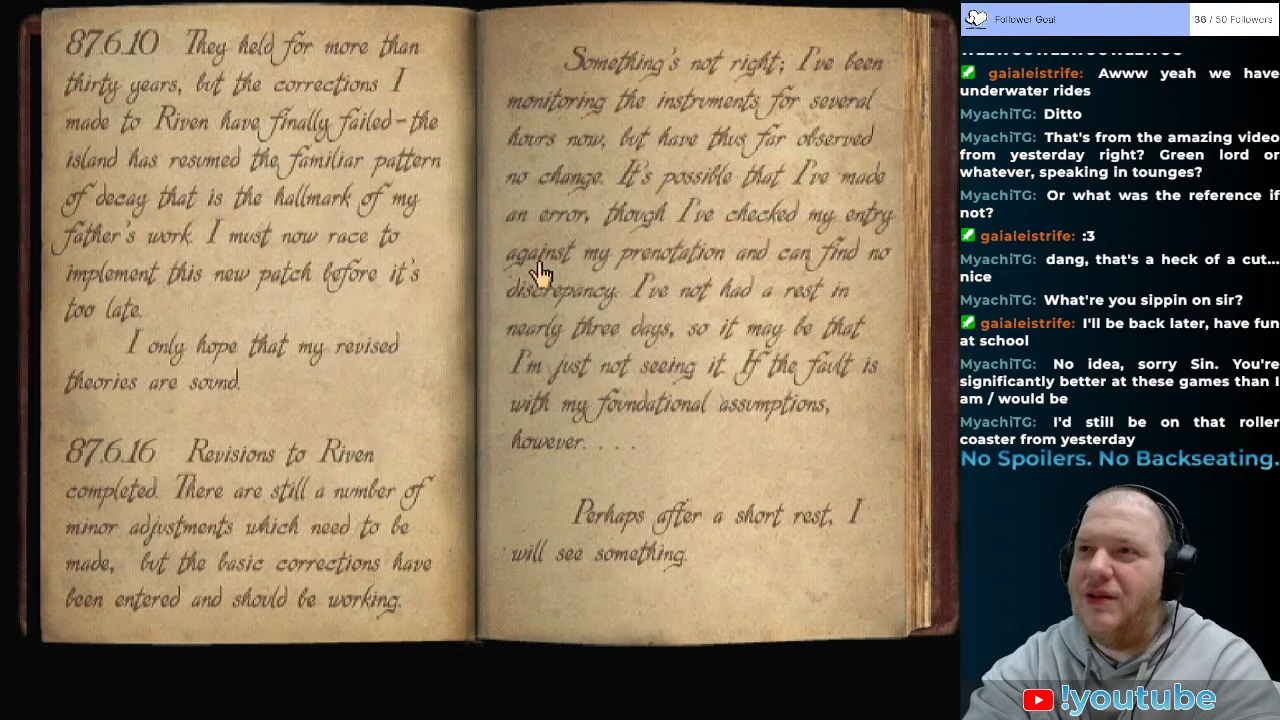 87.6.10 They held for more than
thirty years, but the corrections I
made to Riven have finally failed-the
island has resumed the familiar pattern
of decay that is the hallmark of my
father's work. I must now race to
implement this new patch before it's
too late.
I only hope that my revised
theories are sound.
87.6.16 Revisions to Riven
completed. There are still a number of
minor adjustments which need to be
made, but the basic corrections have
been entered and should be working.
Something's not right; I've been
monitoring the instruments for several
hours now, but have thus far observed
no change. It's possible that I've made
an error, though I've checked my entry
against my prenotation and can find no
discrepancy. I've not had a rest in
nearly three days, so it may be that
I'm just not seeing it. If the fault is
with my foundational assumptions,
however. . . .
Perhaps after a short rest, I
will see something.
Follower Goal
36 / 50 Followers
gaialeistrife: Awww yeah we have
underwater rides
MyachiTG: Ditto
MyachiTG: That's from the amazing video
from yesterday right? Green lord or
whatever, speaking in tounges?
MyachiTG: Or what was the reference if
not?
gaialeistrife: :3
MyachiTG: dang, that's a heck of a cut...
nice
MyachiTG: What're you sippin on sir?
gaialeistrife: I'll be back later, have fun
at school
MyachiTG: No idea, sorry Sin. You're
significantly better at these games than I
am / would be
MyachiTG: I'd still be on that roller
coaster from yesterday
No Spoilers. No Backseating.
!youtube